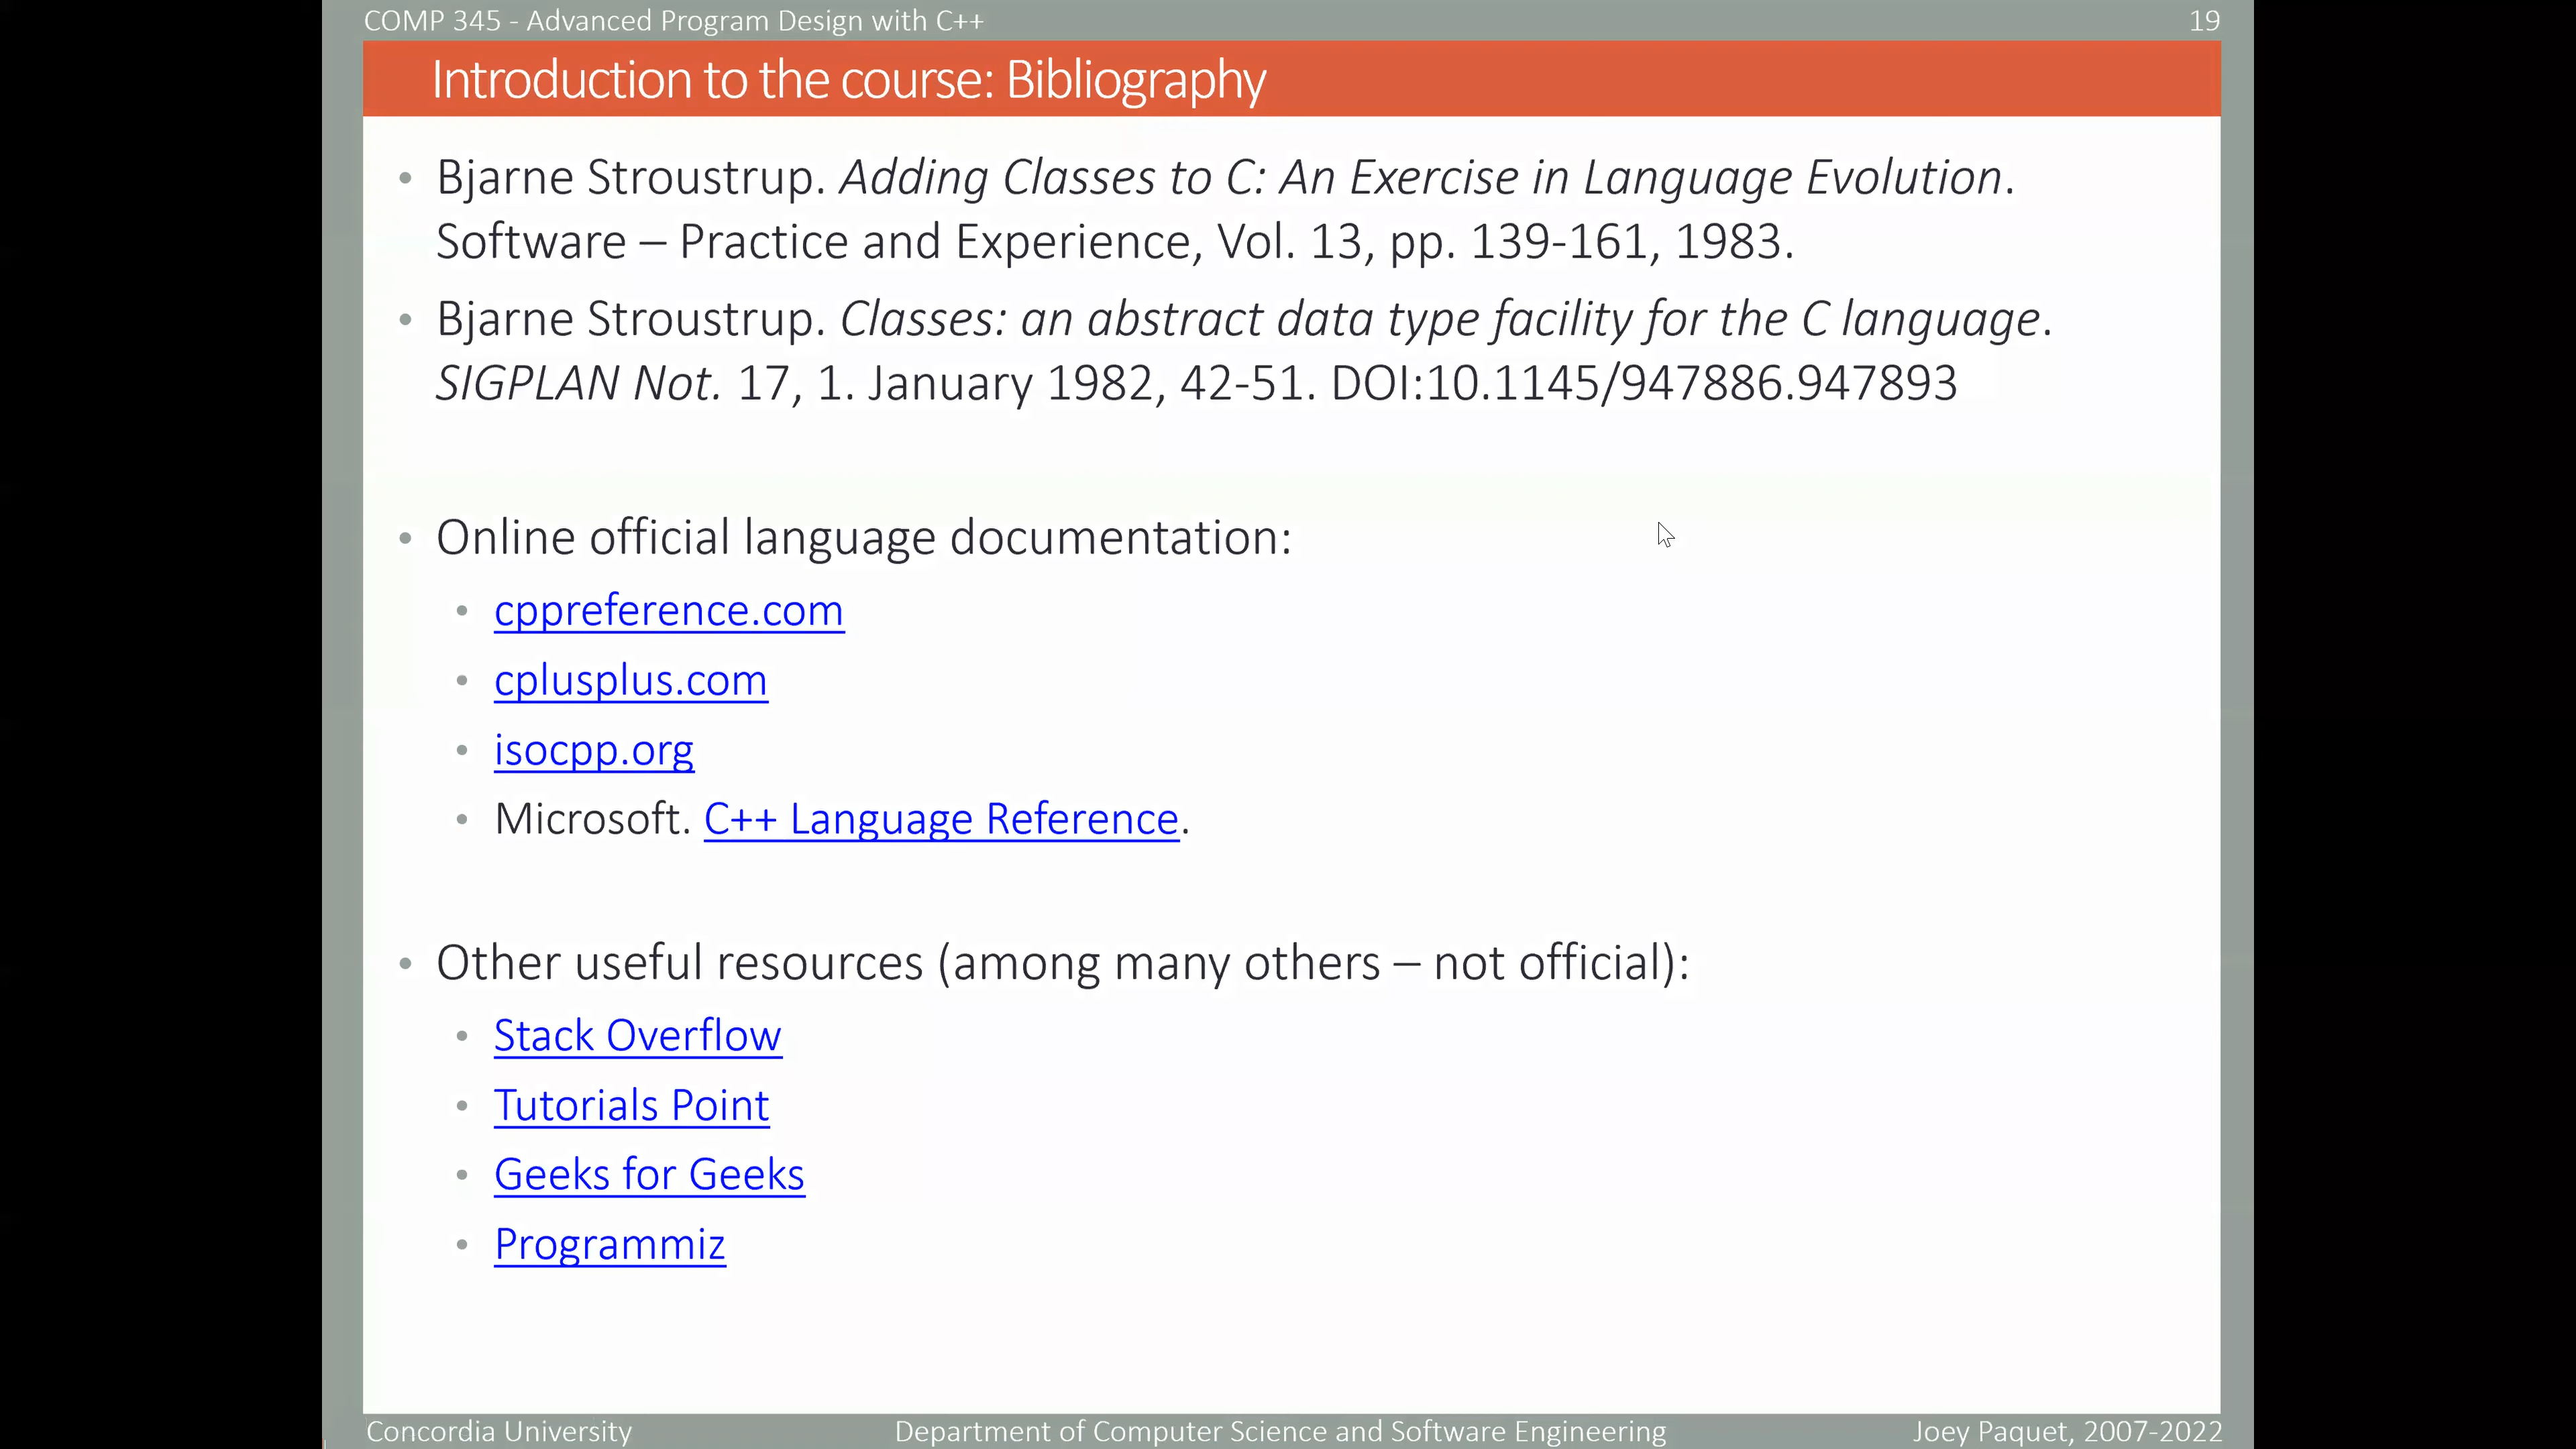 COMP 345 - Advanced Program Design with C++
19
Introduction to the course: Bibliography
• Bjarne Stroustrup. Adding Classes to C: An Exercise in Language Evolution.
Software – Practice and Experience, Vol. 13, pp. 139-161, 1983.
• Bjarne Stroustrup. Classes: an abstract data type facility for the C language.
SIGPLAN Not. 17, 1. January 1982, 42-51. DOI:10.1145/947886.947893
• Online official language documentation:
• cppreference.com
• cplusplus.com
• isocpp.org
• Microsoft. C++ Language Reference.
• Other useful resources (among many others – not official):
• Stack Overflow
• Tutorials Point
• Geeks for Geeks
• Programmiz
Concordia University
Department of Computer Science and Software Engineering
Joey Paquet, 2007-2022